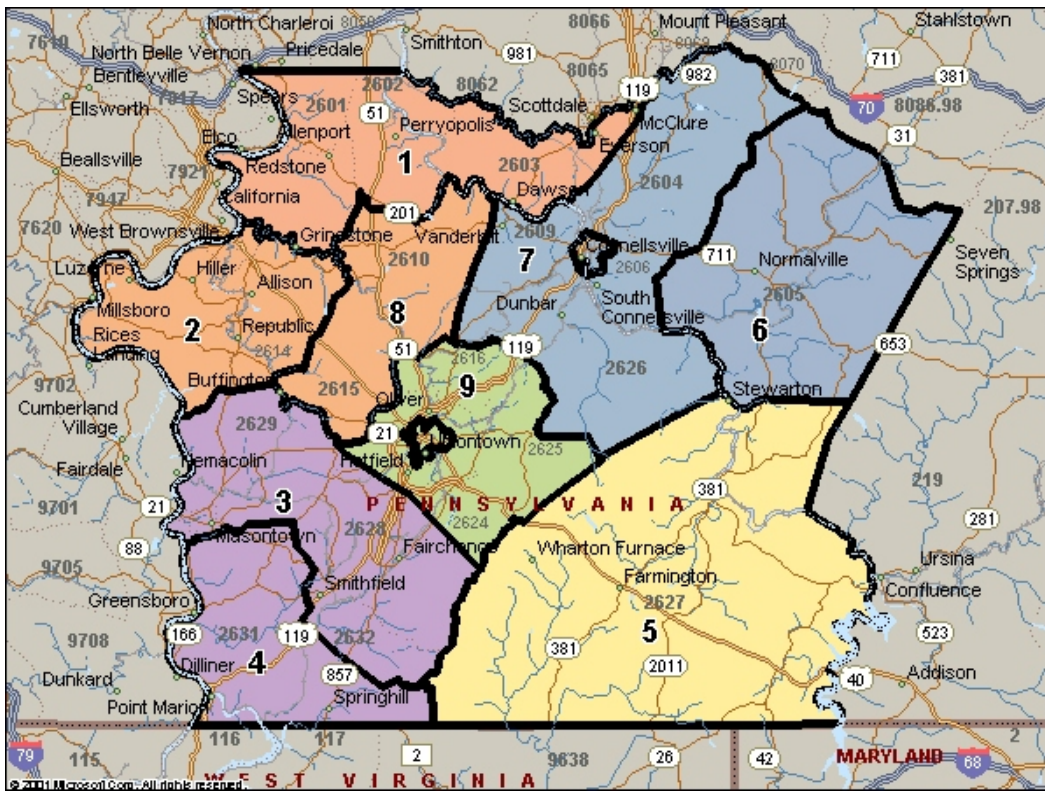 North Charleroi
8059
8066
Mount Pleasant
Stahlstown
7610
Smithton
North Belle Vernon
Pricedale
981
8068
711
Bentleyville
2602
8062
8065
982
8070
381
Ellsworth
7917
Spears
2601
Scottdale
119
70
8086.98
51
Elco
Allenport
Perryopolis
McClure
31
Everson
Beallsville
7921
Redstone
1
2603
2604
California
Dawson
7947
207.98
7620
West Brownsville
201
Grindstone
Vanderbilt
2609
Connellsville
Seven
Springs
Luzerne
Hiller
2610
7
2606
711
Normalville
Allison
Millsboro
Dunbar
South
Connellsville
2605
Rices
Landing
2
Republic
8
6
2614
51
119
653
9702
2616
2626
Buffington
2615
9
Stewarton
Cumberland
Village
Oliver
2629
21
Uniontown
2625
Fairdale
Nemacolin
Hatfield
219
9701
21
3
PENNSYLVANIA
381
281
Masontown
2628
2624
88
Fairchance
Wharton Furnace
Ursina
9705
Smithfield
Farmington
Confluence
Greensboro
2627
9708
166
2631
119
2632
5
523
4
381
Dilliner
857
2011
40
Addison
Dunkard
Springhill
Point Marion
116
117
2
79
115
2
9638
26
42
MARYLAND
68
© 2001 Microsoft Corp. All rights reserved.
WEST VIRGINIA